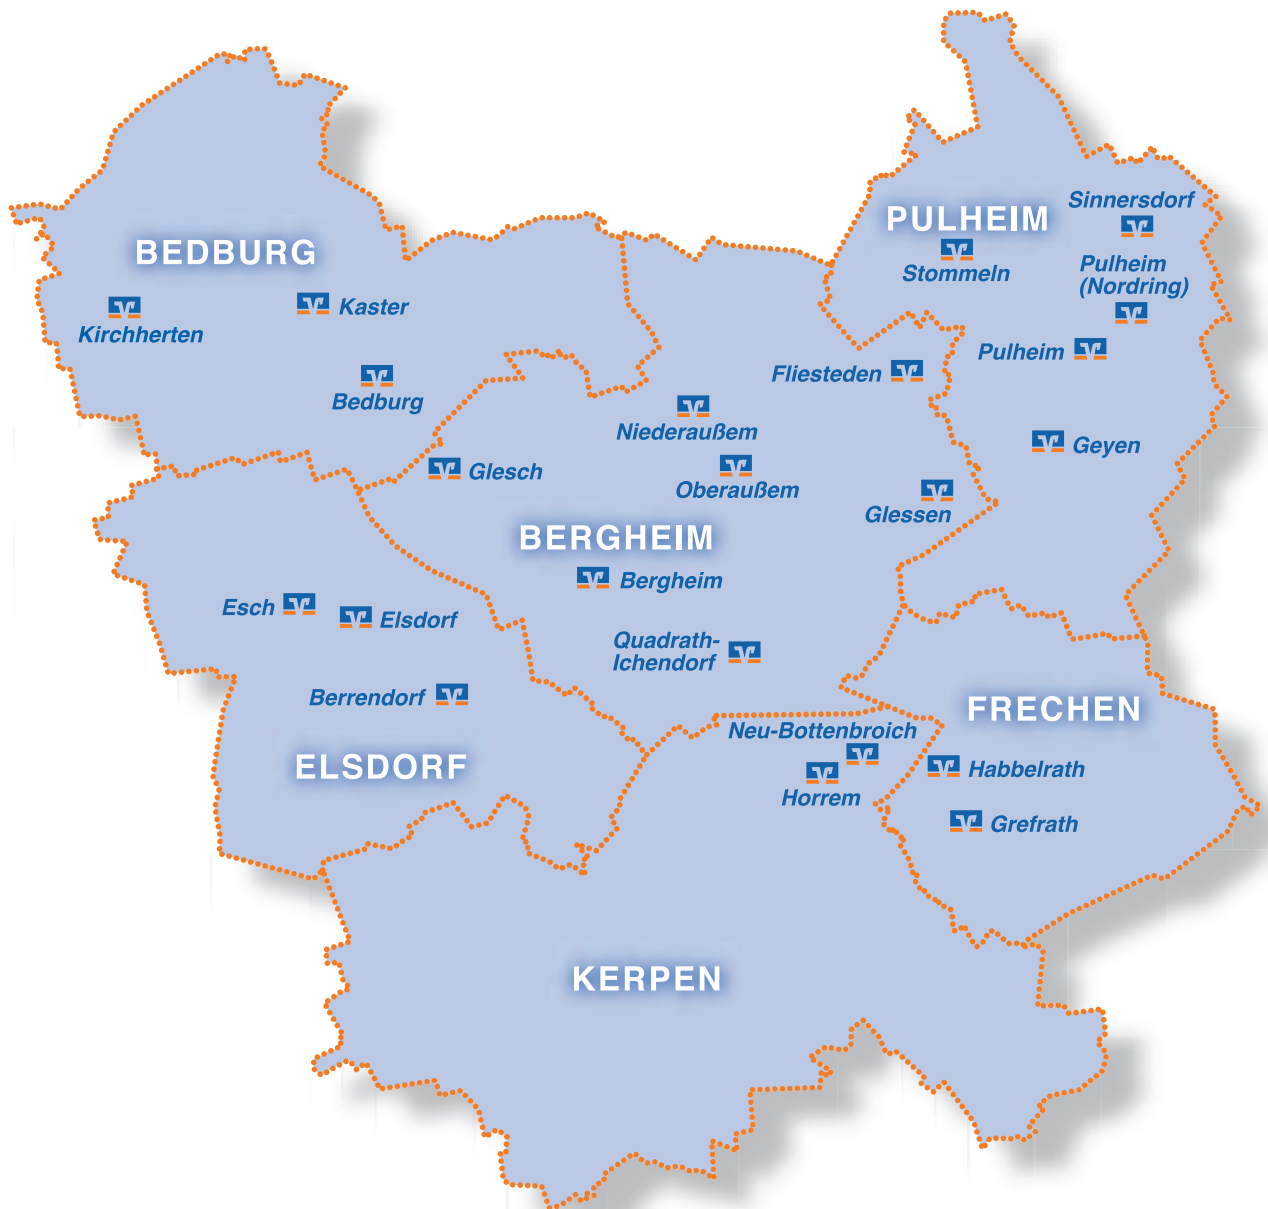 Sinnersdorf
PULHEIM
BEDBURG
Stommeln
Pulheim
(Nordring)
Kaster
Kirchherten
Pulheim
Fliesteden
Bedburg
Niederaußem
Geyen
Glesch
Oberaußem
Glessen
BERGHEIM
Bergheim
Esch
Elsdorf
Quadrath-
Ichendorf
Berrendorf
FRECHEN
Neu-Bottenbroich
ELSDORF
Habbelrath
Horrem
Grefrath
KERPEN